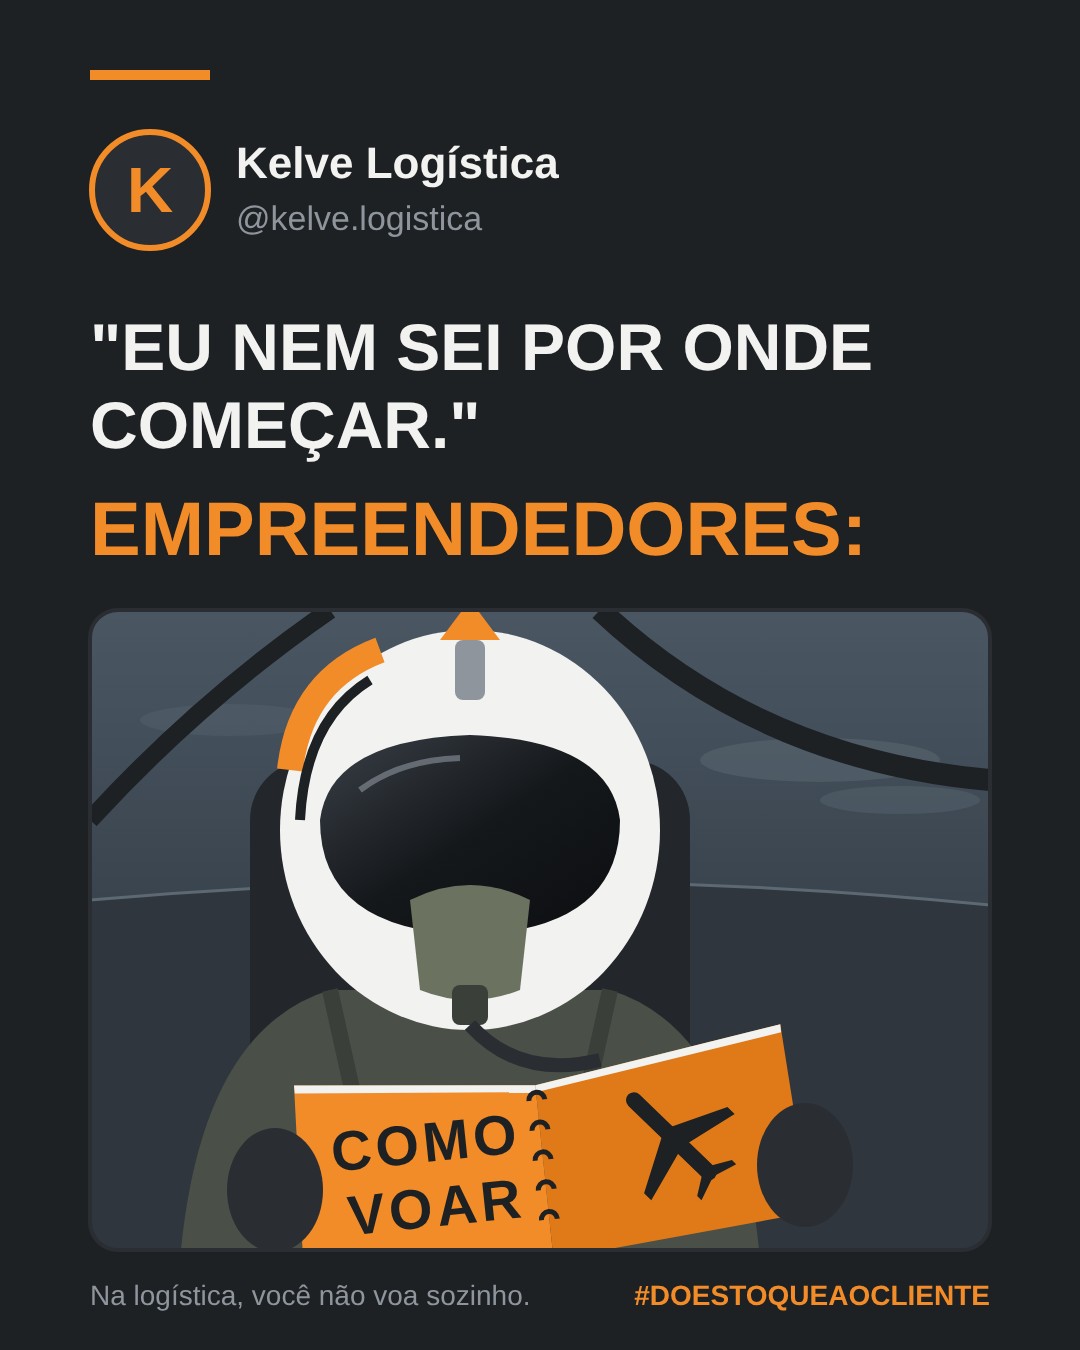 K
Kelve Logística
@kelve.logistica
"EU NEM SEI POR ONDE
COMEÇAR."
EMPREENDEDORES:
COMO
VOAR
Na logística, você não voa sozinho.
#DOESTOQUEAOCLIENTE